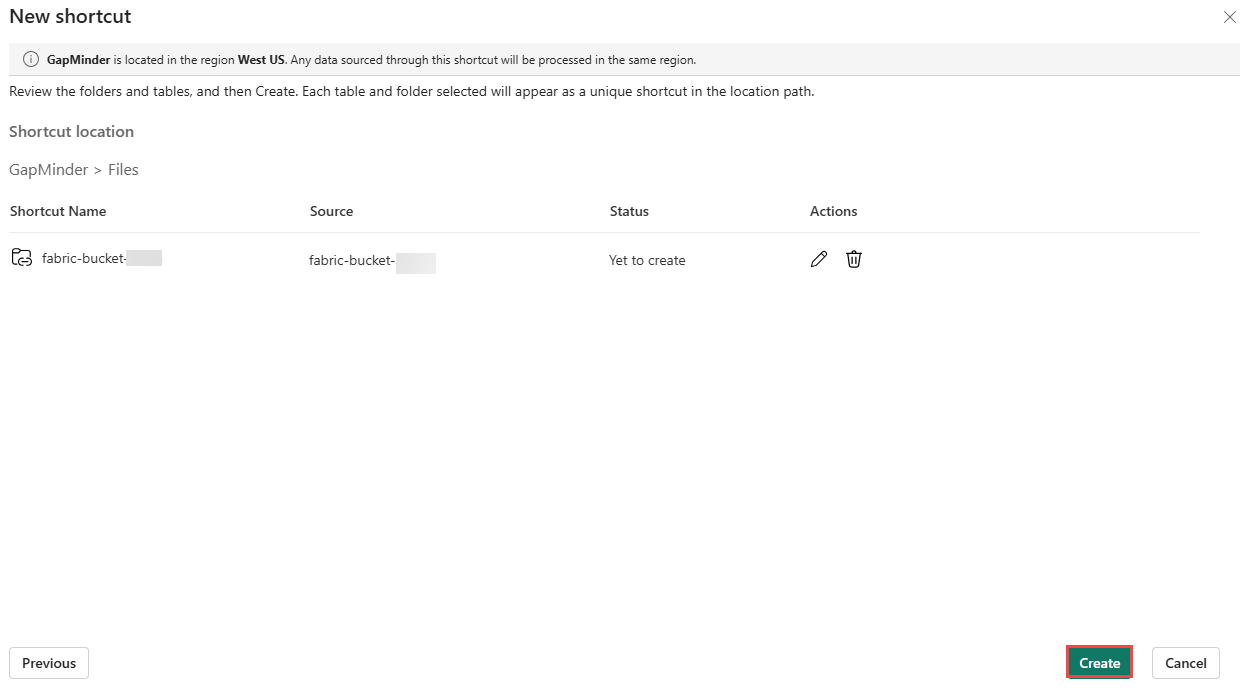 New shortcut
GapMinder is located in the region West US. Any data sourced through this shortcut will be processed in the same region.
Review the folders and tables, and then Create. Each table and folder selected will appear as a unique shortcut in the location path.
Shortcut location
GapMinder > Files
Shortcut Name Source Status Actions
fabric-bucket- fabric-bucket- Yet to create
Previous Create Cancel